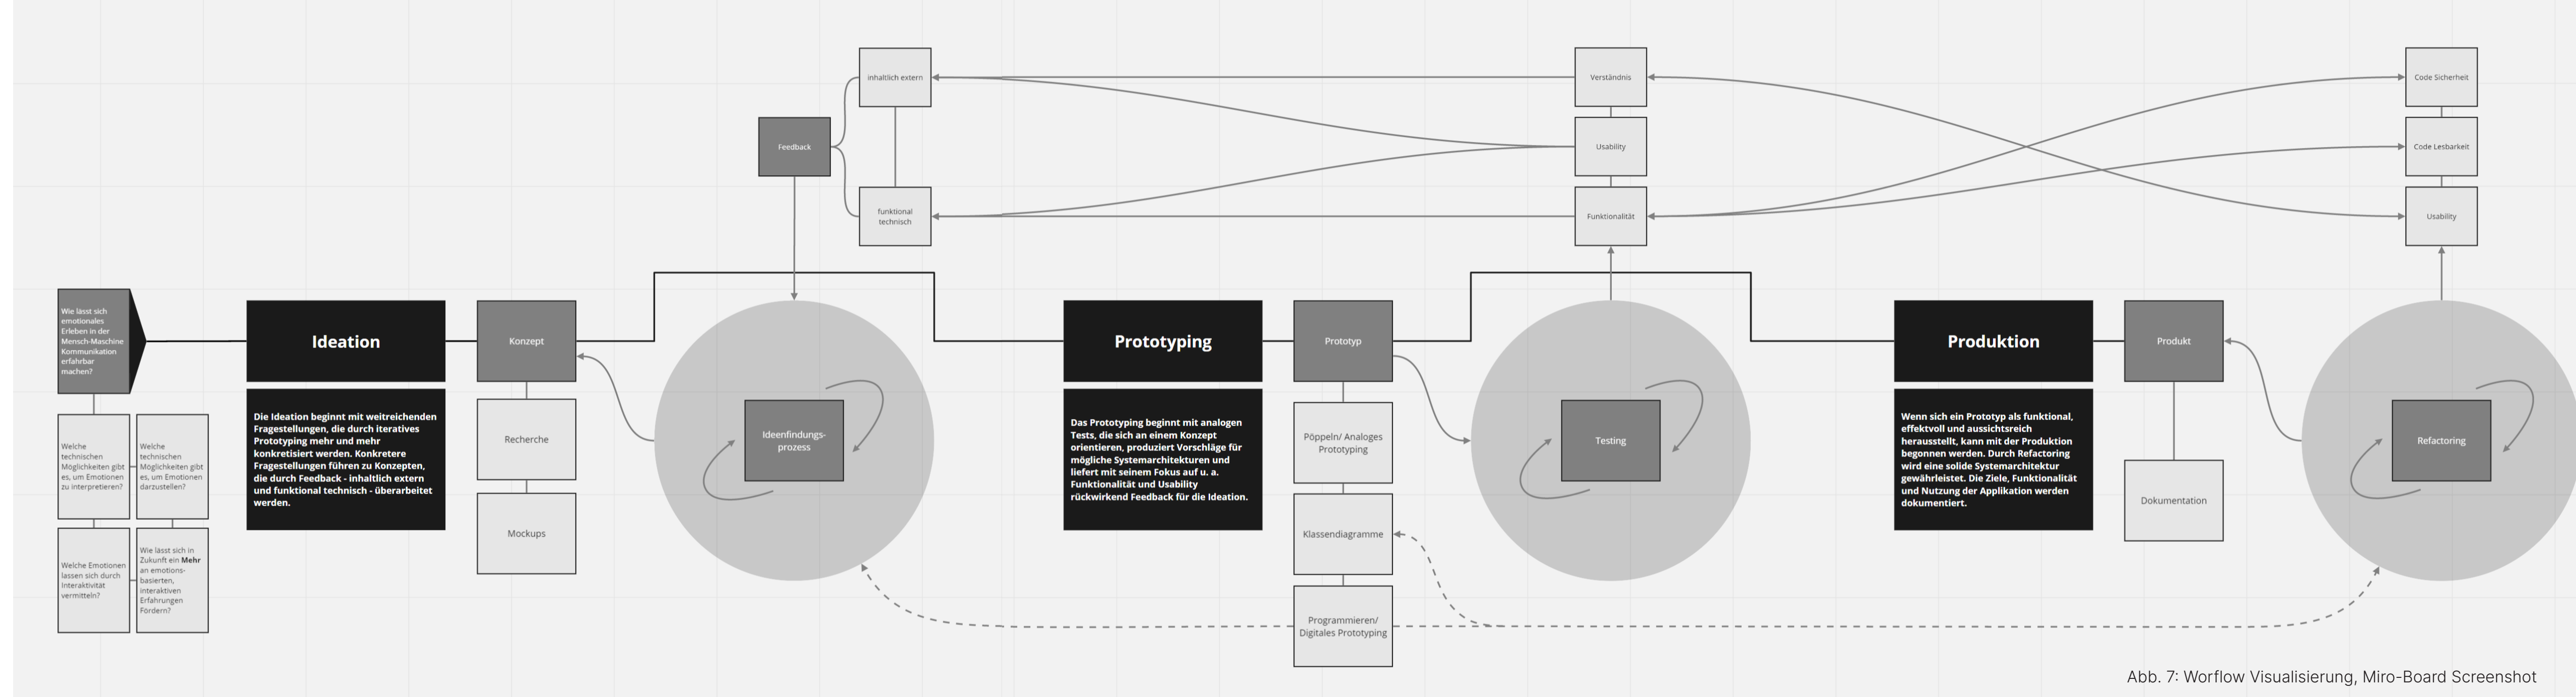 inhaltlich extern
Feedback
funktional
technisch
Verständnis
Usability
Funktionalität
Code Sicherheit
Code Lesbarkeit
Usability
Wie lässt sich
emotionales
Erleben in der
Mensch-Maschine
Kommunikation
erfahrbar
machen?
Welche
technischen
Möglichkeiten gibt
es, um Emotionen
zu interpretieren?
Welche
technischen
Möglichkeiten gibt
es, um Emotionen
darzustellen?
Welche Emotionen
lassen sich durch
Interaktivität
vermitteln?
Wie lässt sich in
Zukunft ein Mehr
an emotions-
basierten,
interaktiven
Erfahrungen
Fördern?
Ideation
Die Ideation beginnt mit weitreichenden
Fragestellungen, die durch iteratives
Prototyping mehr und mehr
konkretisiert werden. Konkretere
Fragestellungen führen zu Konzepten,
die durch Feedback - inhaltlich extern
und funktional technisch - überarbeitet
werden.
Konzept
Recherche
Mockups
Ideenfindungs-
prozess
Prototyping
Das Prototyping beginnt mit analogen
Tests, die sich an einem Konzept
orientieren, produziert Vorschläge für
mögliche Systemarchitekturen und
liefert mit seinem Fokus auf u. a.
Funktionalität und Usability
rückwirkend Feedback für die Ideation.
Prototyp
Pöppeln/ Analoges
Prototyping
Klassendiagramme
Programmieren/
Digitales Prototyping
Testing
Produktion
Wenn sich ein Prototyp als funktional,
effektvoll und aussichtsreich
herausstellt, kann mit der Produktion
begonnen werden. Durch Refactoring
wird eine solide Systemarchitektur
gewährleistet. Die Ziele, Funktionalität
und Nutzung der Applikation werden
dokumentiert.
Produkt
Dokumentation
Refactoring
Abb. 7: Worflow Visualisierung, Miro-Board Screenshot